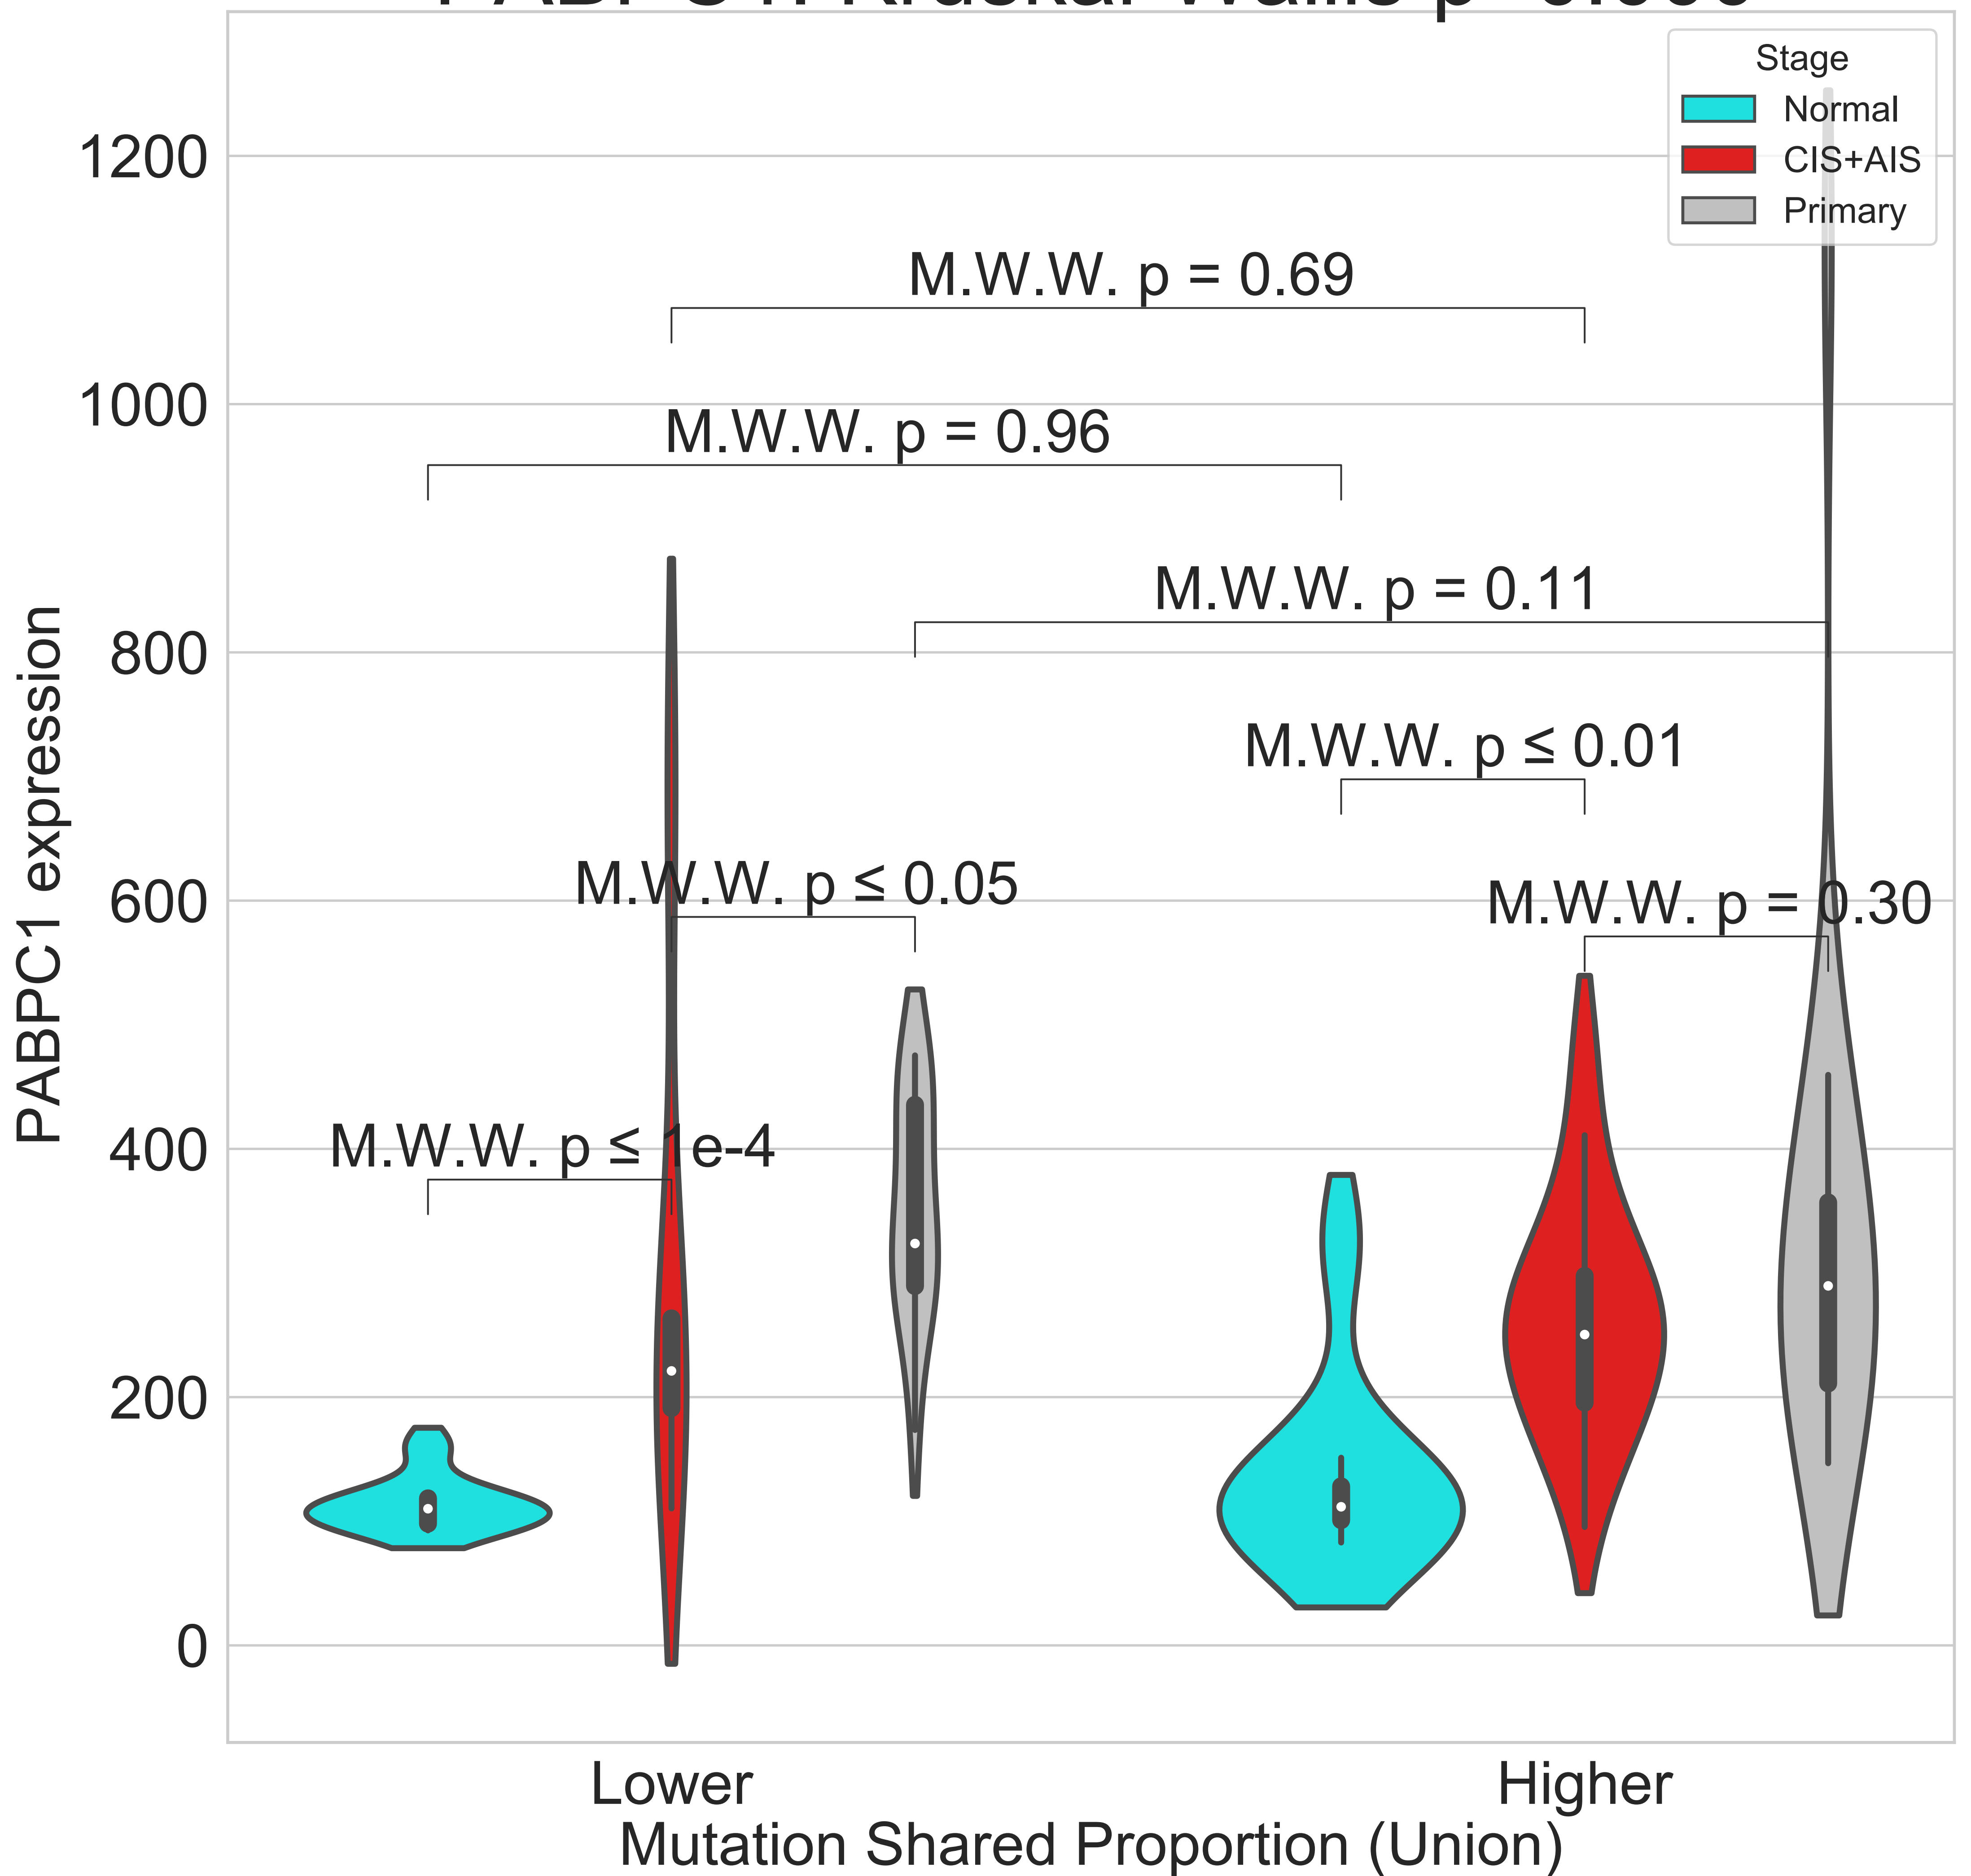 Stage
Normal
CIS+AIS
Primary
1200
1000
800
600
400
200
0
PABPC1 expression
M.W.W. p = 0.69
M.W.W. p = 0.96
M.W.W. p = 0.11
M.W.W. p ≤ 0.01
M.W.W. p ≤ 0.05
M.W.W. p = 0.30
M.W.W. p ≤ 1e-4
Lower
Higher
Mutation Shared Proportion (Union)